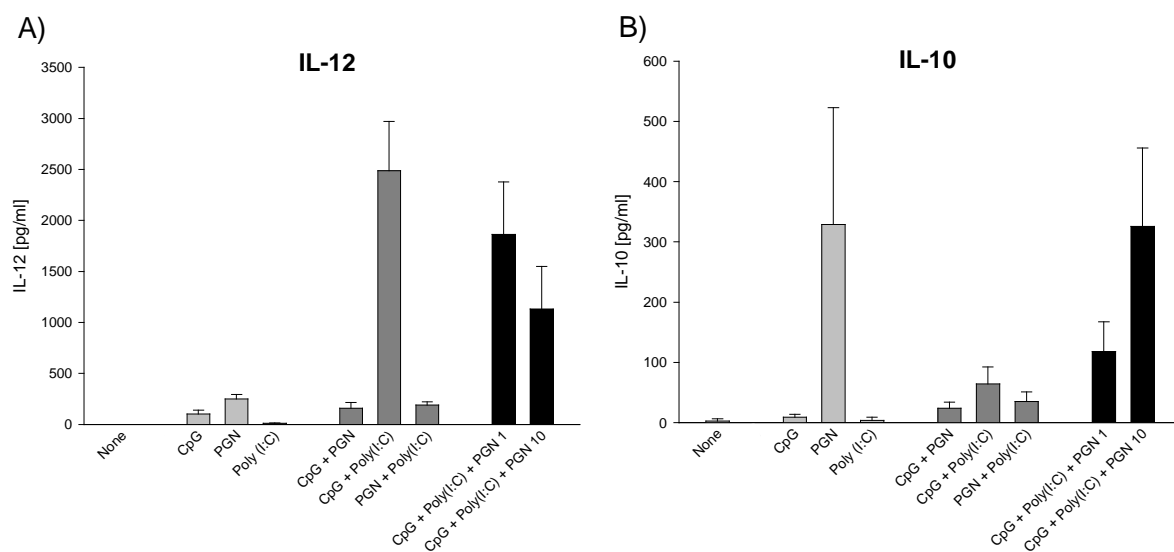 A)
IL-12
3500
3000
2500
2000
1500
1000
500
0
IL-12 [pg/ml]
None
CpG
PGN
Poly (I:C)
CpG + PGN
CpG + Poly(I:C)
PGN + Poly(I:C)
CpG + Poly(I:C) + PGN 1
CpG + Poly(I:C) + PGN 10
B)
IL-10
600
500
400
300
200
100
0
IL-10 [pg/ml]
None
CpG
PGN
Poly (I:C)
CpG + PGN
CpG + Poly(I:C)
PGN + Poly(I:C)
CpG + Poly(I:C) + PGN 1
CpG + Poly(I:C) + PGN 10